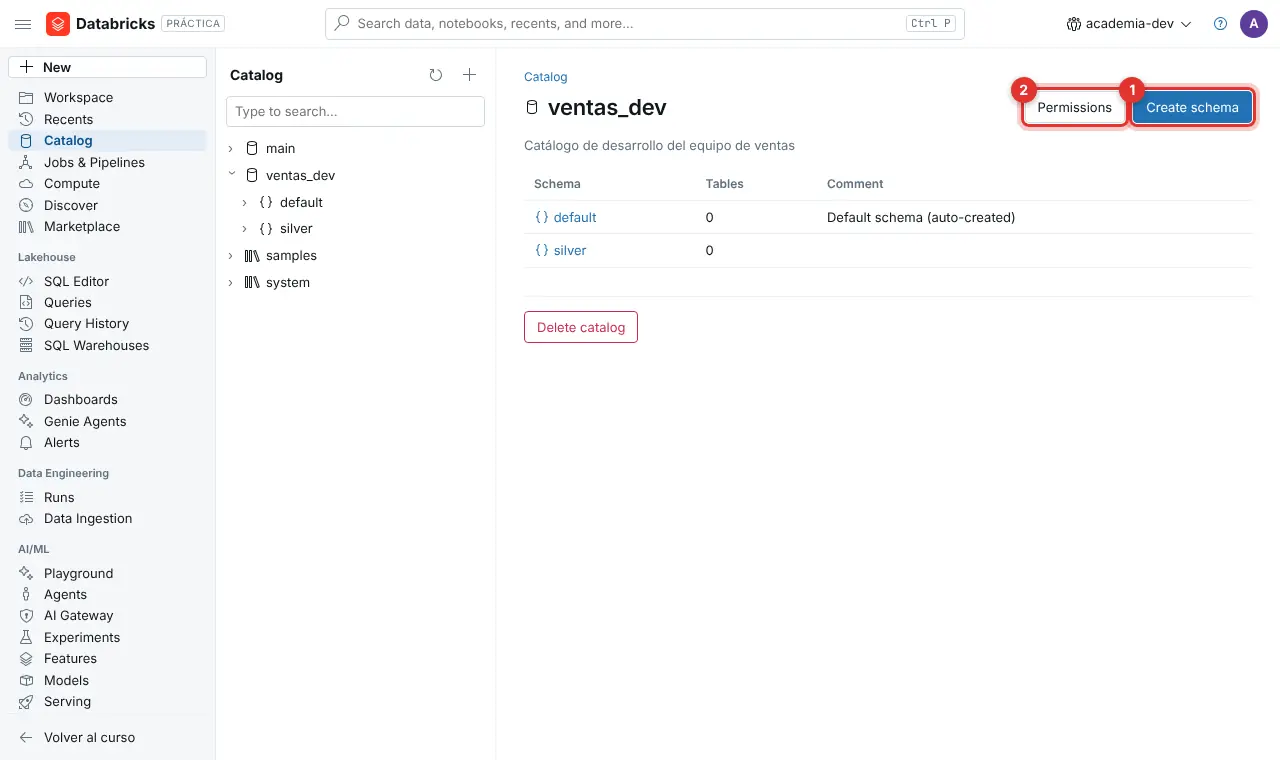 Databricks PRÁCTICA
Search data, notebooks, recents, and more... Ctrl P
academia-dev
? A
New
Workspace
Recents
Catalog
Jobs & Pipelines
Compute
Discover
Marketplace
Lakehouse
SQL Editor
Queries
Query History
SQL Warehouses
Analytics
Dashboards
Genie Agents
Alerts
Data Engineering
Runs
Data Ingestion
AI/ML
Playground
Agents
AI Gateway
Experiments
Features
Models
Serving
Volver al curso
Catalog
Type to search...
main
ventas_dev
default
silver
samples
system
Catalog
ventas_dev
2 Permissions
1 Create schema
Catálogo de desarrollo del equipo de ventas
Schema Tables Comment
default 0 Default schema (auto-created)
silver 0
Delete catalog